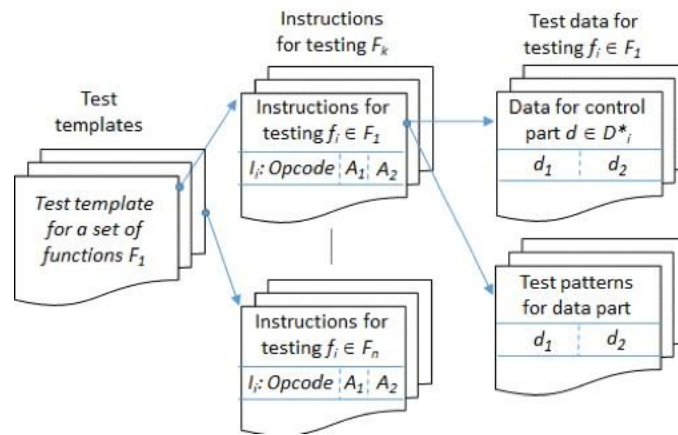 Test
templates
Test template
for a set of
functions F₁
Instructions
for testing Fₖ
Instructions for
testing fᵢ ∈ F₁
Iᵢ: Opcode A₁ A₂
Instructions for
testing fᵢ ∈ Fₙ
Iᵢ: Opcode A₁ A₂
Test data for
testing fᵢ ∈ F₁
Data for control
part d ∈ D*ᵢ
d₁ d₂
Test patterns
for data part
d₁ d₂